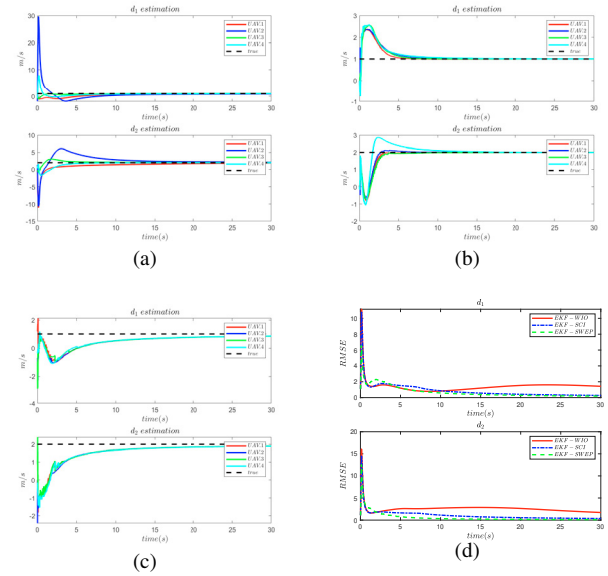 d₁ estimation
m/s
30
20
10
0
-5
0
5
10
15
20
25
30
UAV1
UAV2
UAV3
UAV4
true
time(s)
d₂ estimation
m/s
10
5
0
-5
-11
0
5
10
15
20
25
30
UAV1
UAV2
UAV3
UAV4
true
time(s)
(a)
d₁ estimation
m/s
3
2
1
0
-1
0
5
10
15
20
25
30
UAV1
UAV2
UAV3
UAV4
true
time(s)
d₂ estimation
m/s
3
2
1
0
-1
-2
0
5
10
15
20
25
30
UAV1
UAV2
UAV3
UAV4
true
time(s)
(b)
d₁ estimation
m/s
2
0
-2
-4
0
5
10
15
20
25
30
UAV1
UAV2
UAV3
UAV4
true
time(s)
d₂ estimation
m/s
2
1
0
-1
-2
0
5
10
15
20
25
30
UAV1
UAV2
UAV3
UAV4
true
time(s)
(c)
d₁
RMSE
10
8
6
4
2
0
0
5
10
15
20
25
30
EKF-WIO
EKF-SCI
EKF-SWEP
time(s)
d₂
RMSE
20
15
10
5
0
0
5
10
15
20
25
30
EKF-WIO
EKF-SCI
EKF-SWEP
time(s)
(d)